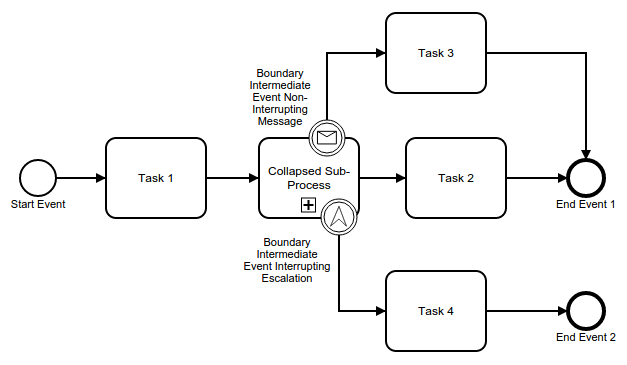 Task 3
Boundary
Intermediate
Event Non-
Interrupting
Message
Start Event
Task 1
Collapsed Sub-
Process
Task 2
End Event 1
Boundary
Intermediate
Event Interrupting
Escalation
Task 4
End Event 2